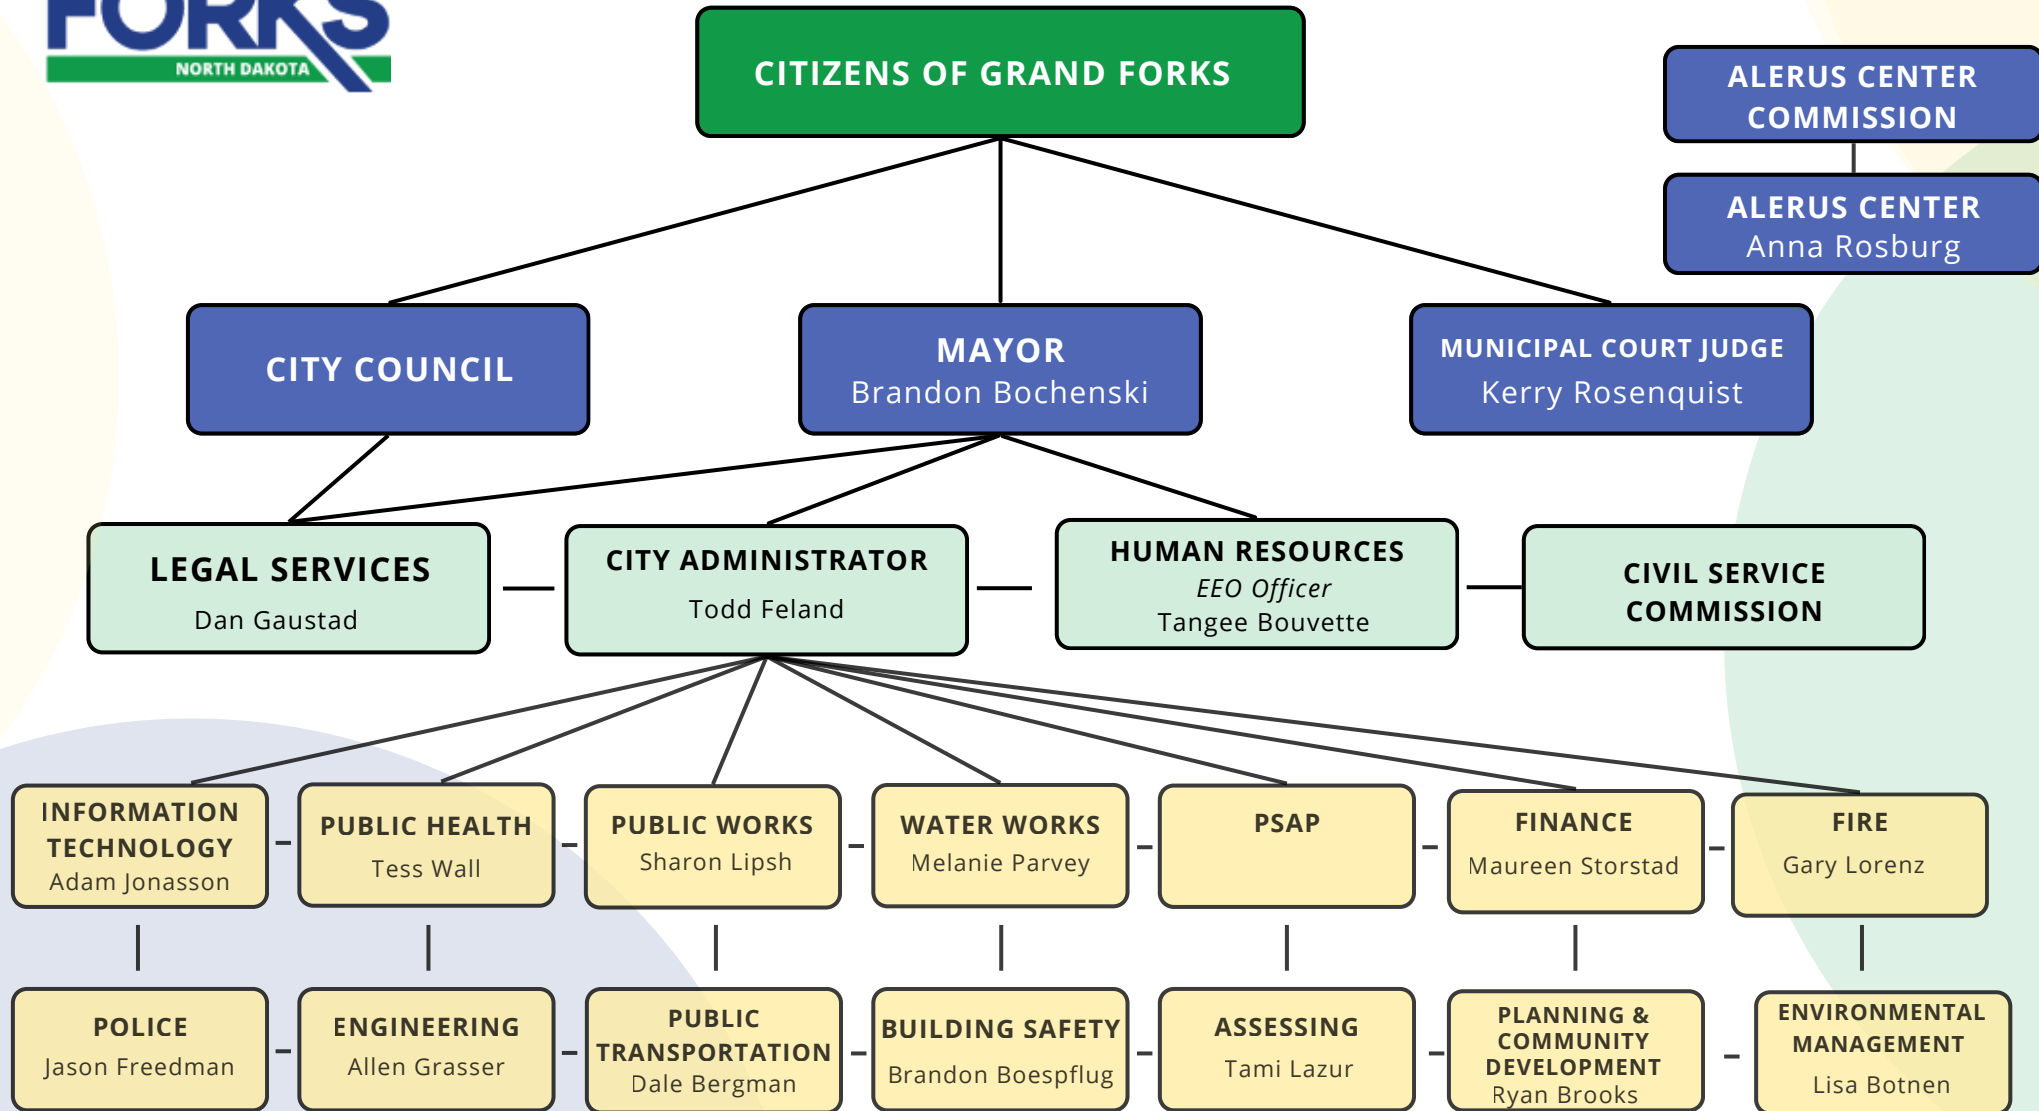 FORKS
NORTH DAKOTA
CITIZENS OF GRAND FORKS
ALERUS CENTER
COMMISSION
ALERUS CENTER
Anna Rosburg
CITY COUNCIL
MAYOR
Brandon Bochenski
MUNICIPAL COURT JUDGE
Kerry Rosenquist
LEGAL SERVICES
Dan Gaustad
CITY ADMINISTRATOR
Todd Feland
HUMAN RESOURCES
EEO Officer
Tangee Bouvette
CIVIL SERVICE
COMMISSION
INFORMATION
TECHNOLOGY
Adam Jonasson
PUBLIC HEALTH
Tess Wall
PUBLIC WORKS
Sharon Lipsh
WATER WORKS
Melanie Parvey
PSAP
FINANCE
Maureen Storstad
FIRE
Gary Lorenz
POLICE
Jason Freedman
ENGINEERING
Allen Grasser
PUBLIC
TRANSPORTATION
Dale Bergman
BUILDING SAFETY
Brandon Boespflug
ASSESSING
Tami Lazur
PLANNING &
COMMUNITY
DEVELOPMENT
Ryan Brooks
ENVIRONMENTAL
MANAGEMENT
Lisa Botnen